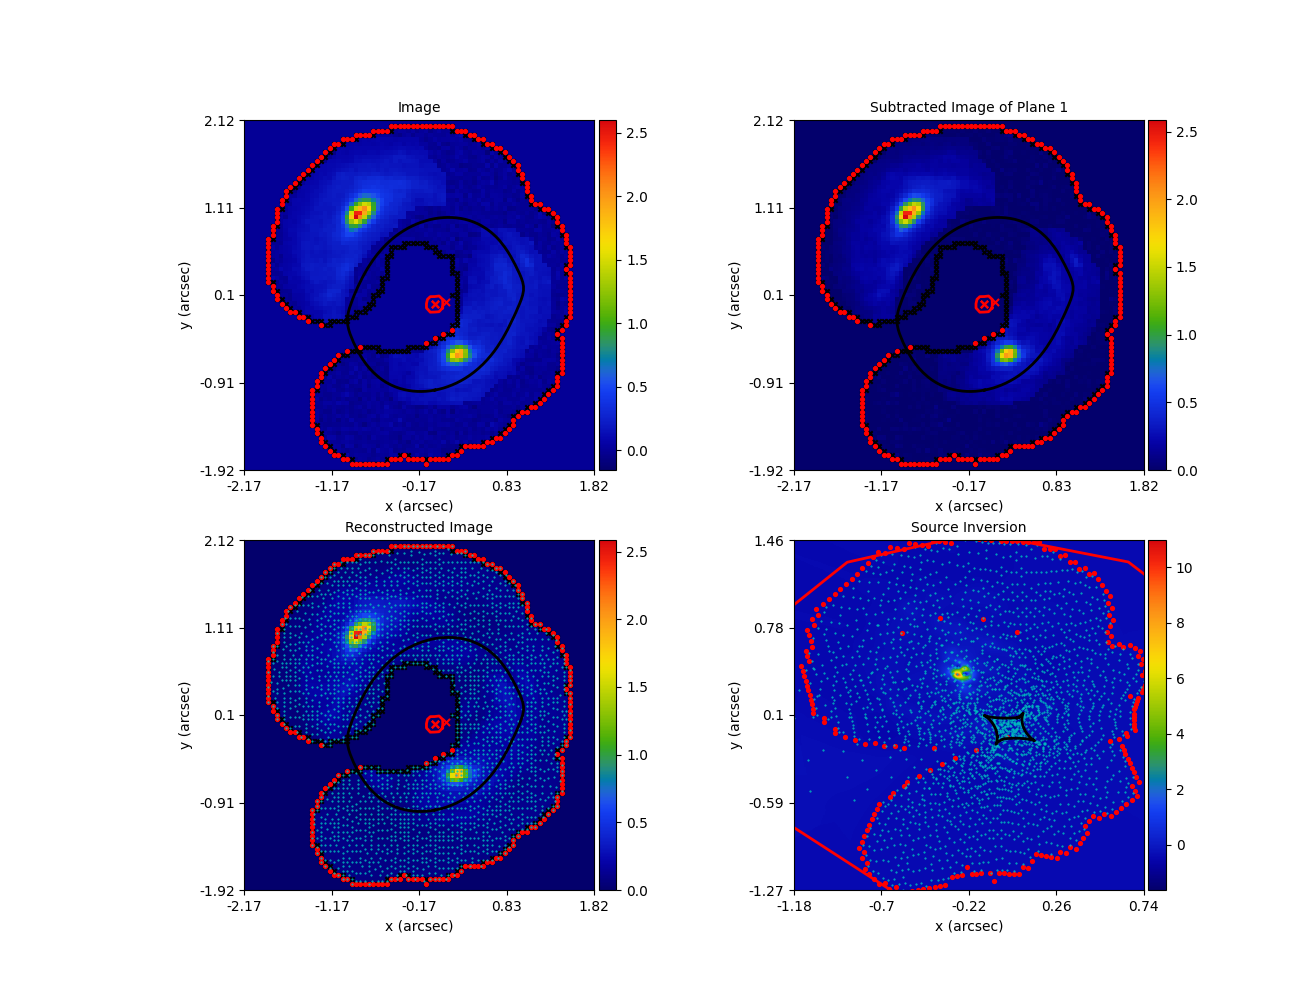 Image
2.12
1.11
0.1
-0.91
-1.92
y (arcsec)
-2.17 -1.17 -0.17 0.83 1.82
x (arcsec)
2.5
2.0
1.5
1.0
0.5
0.0
Subtracted Image of Plane 1
2.12
1.11
0.1
-0.91
-1.92
y (arcsec)
-2.17 -1.17 -0.17 0.83 1.82
x (arcsec)
2.5
2.0
1.5
1.0
0.5
0.0
Reconstructed Image
2.12
1.11
0.1
-0.91
-1.92
y (arcsec)
-2.17 -1.17 -0.17 0.83 1.82
x (arcsec)
2.5
2.0
1.5
1.0
0.5
0.0
Source Inversion
1.46
0.78
0.1
-0.59
-1.27
y (arcsec)
-1.18 -0.7 -0.22 0.26 0.74
x (arcsec)
10
8
6
4
2
0